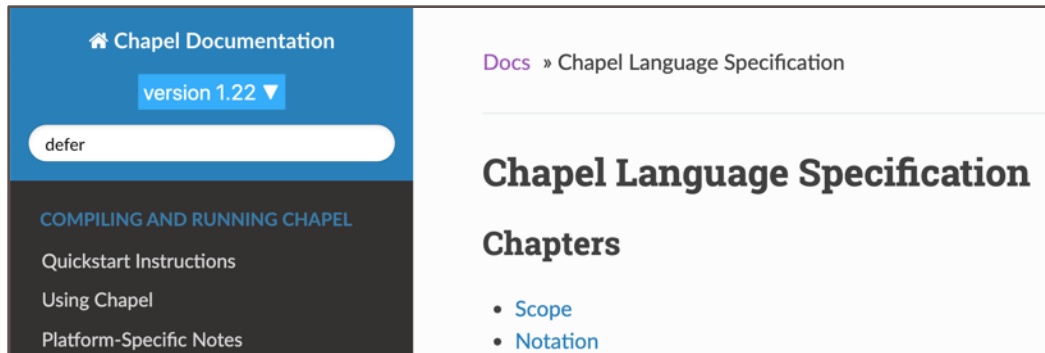 Chapel Documentation
version 1.22 ▼
defer
COMPILING AND RUNNING CHAPEL
Quickstart Instructions
Using Chapel
Platform-Specific Notes
Docs » Chapel Language Specification
Chapel Language Specification
Chapters
• Scope
• Notation